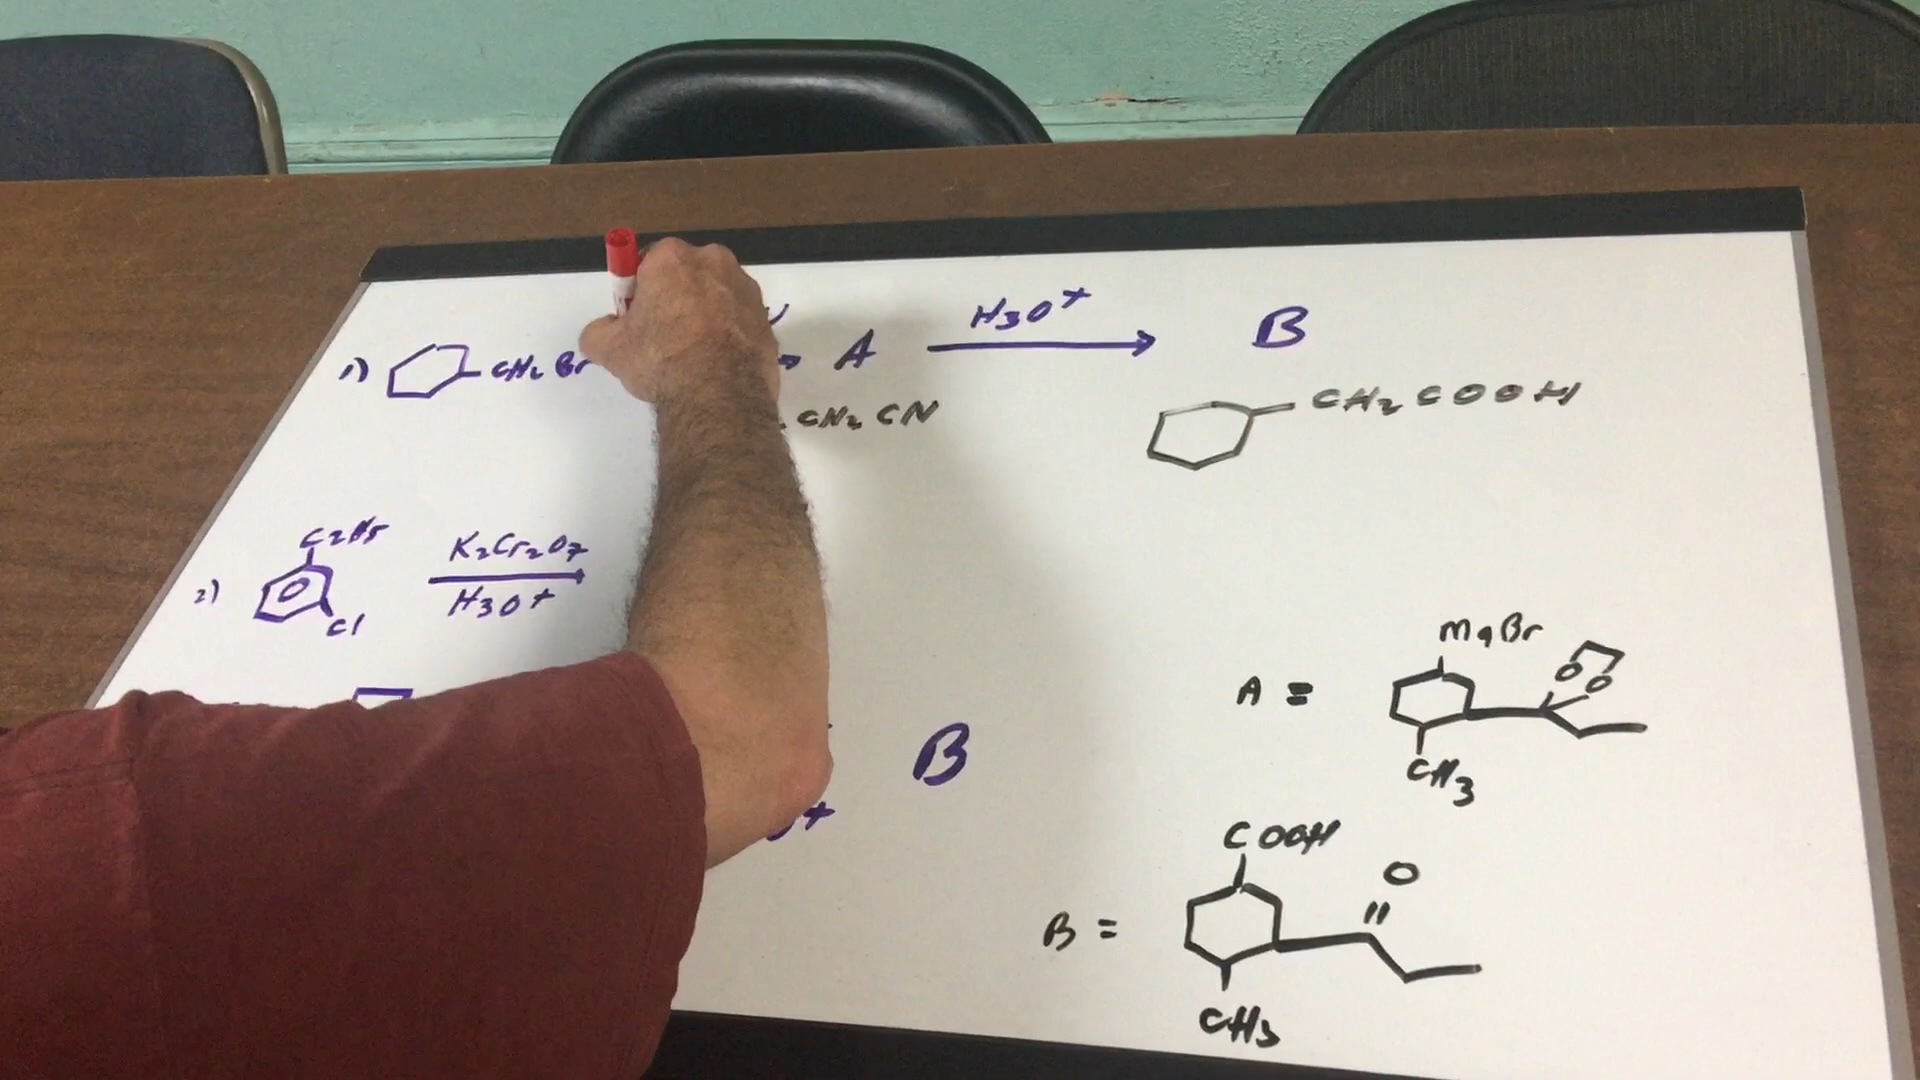 1) CH2Br A H3O+ B
CH2CN CH2COOH
2) C2H5 Cl K2Cr2O7 H3O+
A = MgBr O O CH3
B
+
B = COOH O CH3